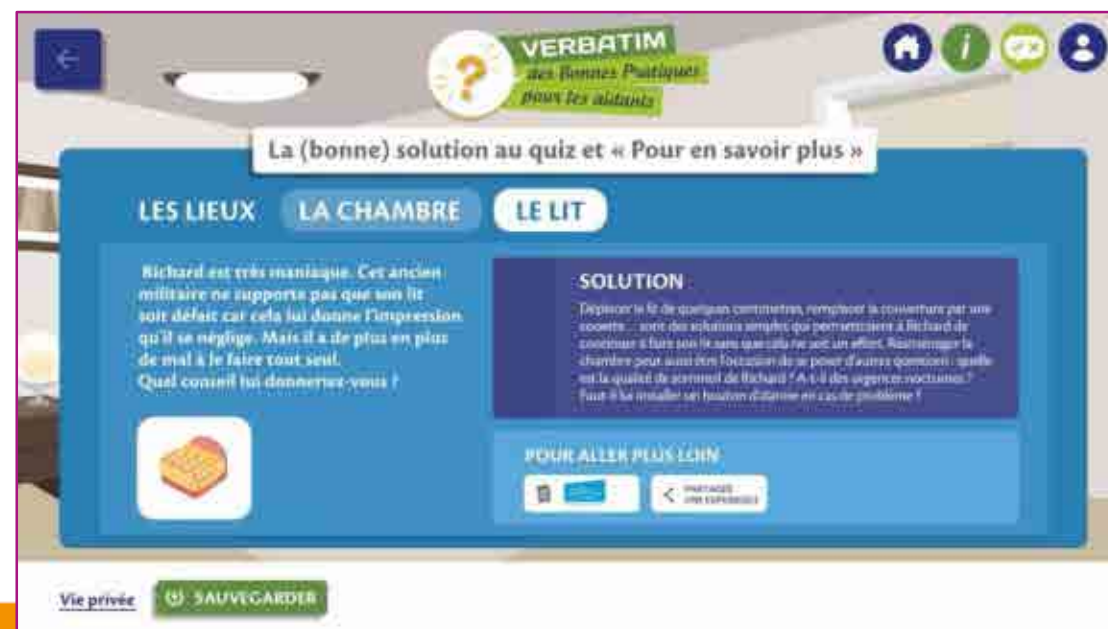 VERBATIM
des Bonnes Pratiques
pour les aidants
La (bonne) solution au quiz et « Pour en savoir plus »
LES LIEUX LA CHAMBRE LE LIT
Richard est très maniaque. Cet ancien
militaire ne supporte pas que son lit
soit défait car cela lui donne l'impression
qu'il se néglige. Mais il a de plus en plus
de mal à le faire tout seul.
Quel conseil lui donneriez-vous ?
SOLUTION
Déplacer le lit de quelques centimètres, remplacer la couverture par une
couette... sont des solutions simples qui permettraient à Richard de
continuer à faire son lit sans que cela ne soit un effort. Réaménager la
chambre peut aussi être l'occasion de se poser d'autres questions : quelle
est la qualité de sommeil de Richard ? A-t-il des urgences nocturnes ?
Faut-il lui installer un bouton d'alarme en cas de problème ?
POUR ALLER PLUS LOIN
PARTAGER
UNE EXPÉRIENCE
Vie privée
SAUVEGARDER